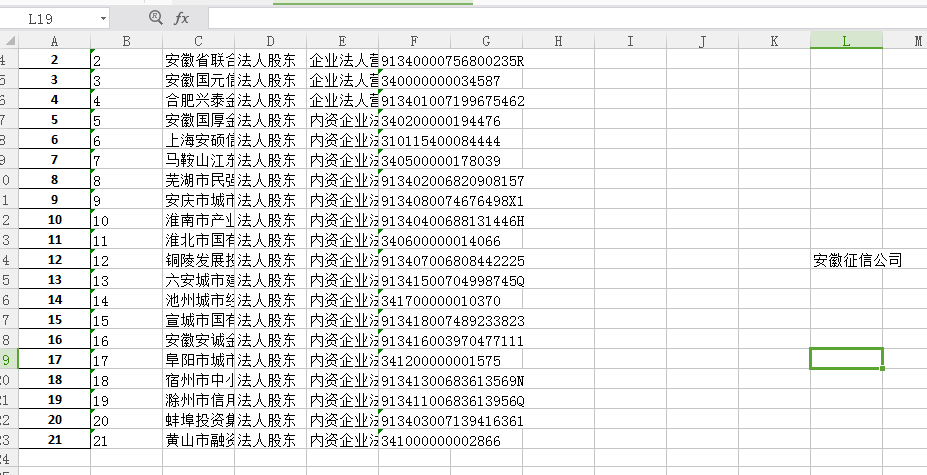 L19 fx
A B C D E F G H I J K L M
4 2 2 安徽省联合 法人股东 企业法人营 91340000756800235R
5 3 3 安徽国元信 法人股东 企业法人营 340000000034587
6 4 4 合肥兴泰金 法人股东 企业法人营 913401007199675462
7 5 5 安徽国厚金 法人股东 内资企业法 340200000194476
8 6 6 上海安硕信 法人股东 内资企业法 310115400084444
9 7 7 马鞍山江东 法人股东 内资企业法 340500000178039
0 8 8 芜湖市民强 法人股东 内资企业法 913402006820908157
1 9 9 安庆市城市 法人股东 内资企业法 9134080074676498X1
2 10 10 淮南市产业 法人股东 内资企业法 91340400688131446H
3 11 11 淮北市国有 法人股东 内资企业法 340600000014066
4 12 12 铜陵发展投 法人股东 内资企业法 913407006808442225 安徽征信公司
5 13 13 六安城市建 法人股东 内资企业法 91341500704998745Q
6 14 14 池州城市经 法人股东 内资企业法 341700000010370
7 15 15 宣城市国有 法人股东 内资企业法 913418007489233823
8 16 16 安徽安诚金 法人股东 内资企业法 913416003970477111
9 17 17 阜阳市城市 法人股东 内资企业法 341200000001575
20 18 18 宿州市中小 法人股东 内资企业法 91341300683613569N
21 19 19 滁州市信用 法人股东 内资企业法 91341100683613956Q
22 20 20 蚌埠投资集 法人股东 内资企业法 913403007139416361
23 21 21 黄山市融资 法人股东 内资企业法 341000000002866
24